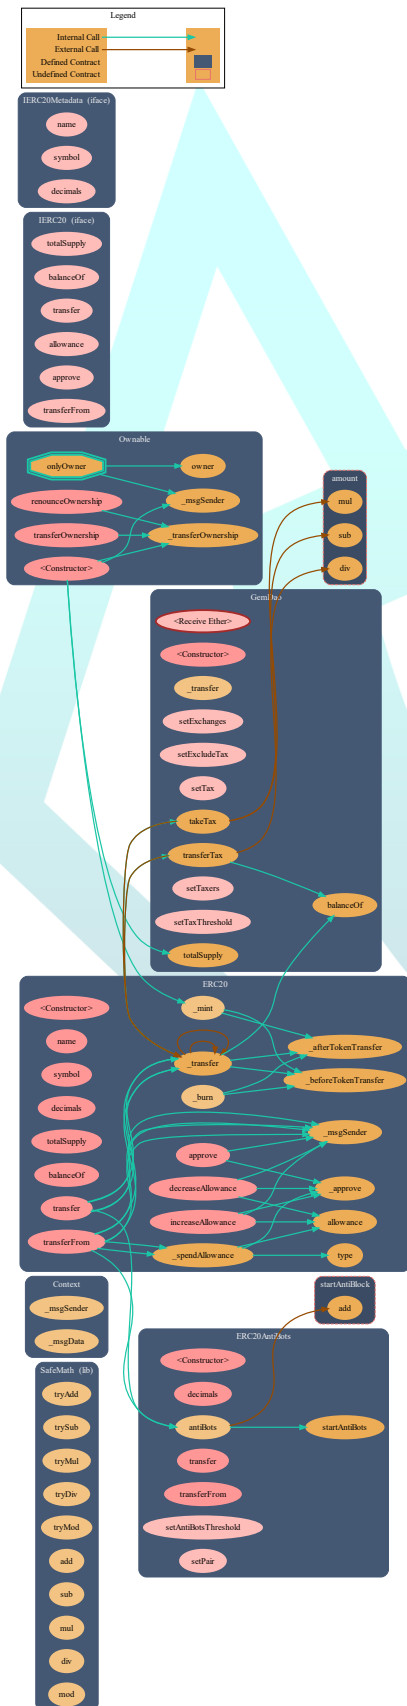 Legend
Internal Call
External Call
Defined Contract
Undefined Contract
IERC20Metadata (iface)
name
symbol
decimals
IERC20 (iface)
totalSupply
balanceOf
transfer
allowance
approve
transferFrom
Ownable
onlyOwner
owner
renounceOwnership
_msgSender
transferOwnership
_transferOwnership
<Constructor>
amount
mul
sub
div
GemDao
<Receive Ether>
<Constructor>
_transfer
setExchanges
setExcludeTax
setTax
takeTax
transferTax
setTaxers
balanceOf
setTaxThreshold
totalSupply
ERC20
<Constructor>
_mint
name
_afterTokenTransfer
symbol
_transfer
_beforeTokenTransfer
decimals
_burn
totalSupply
_msgSender
balanceOf
approve
transfer
decreaseAllowance
_approve
transferFrom
increaseAllowance
allowance
_spendAllowance
type
Context
_msgSender
_msgData
startAntiBlock
add
ERC20AntiBots
<Constructor>
decimals
antiBots
startAntiBots
transfer
transferFrom
setAntiBotsThreshold
setPair
SafeMath (lib)
tryAdd
trySub
tryMul
tryDiv
tryMod
add
sub
mul
div
mod